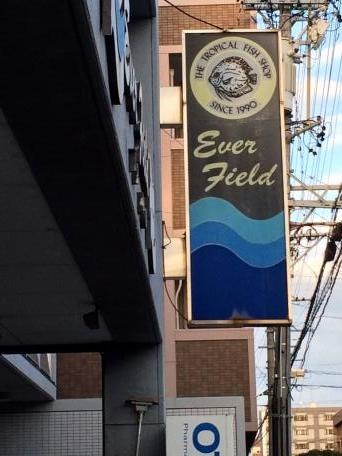 THE TROPICAL FISH SHOP
SINCE 1990
Ever
Field